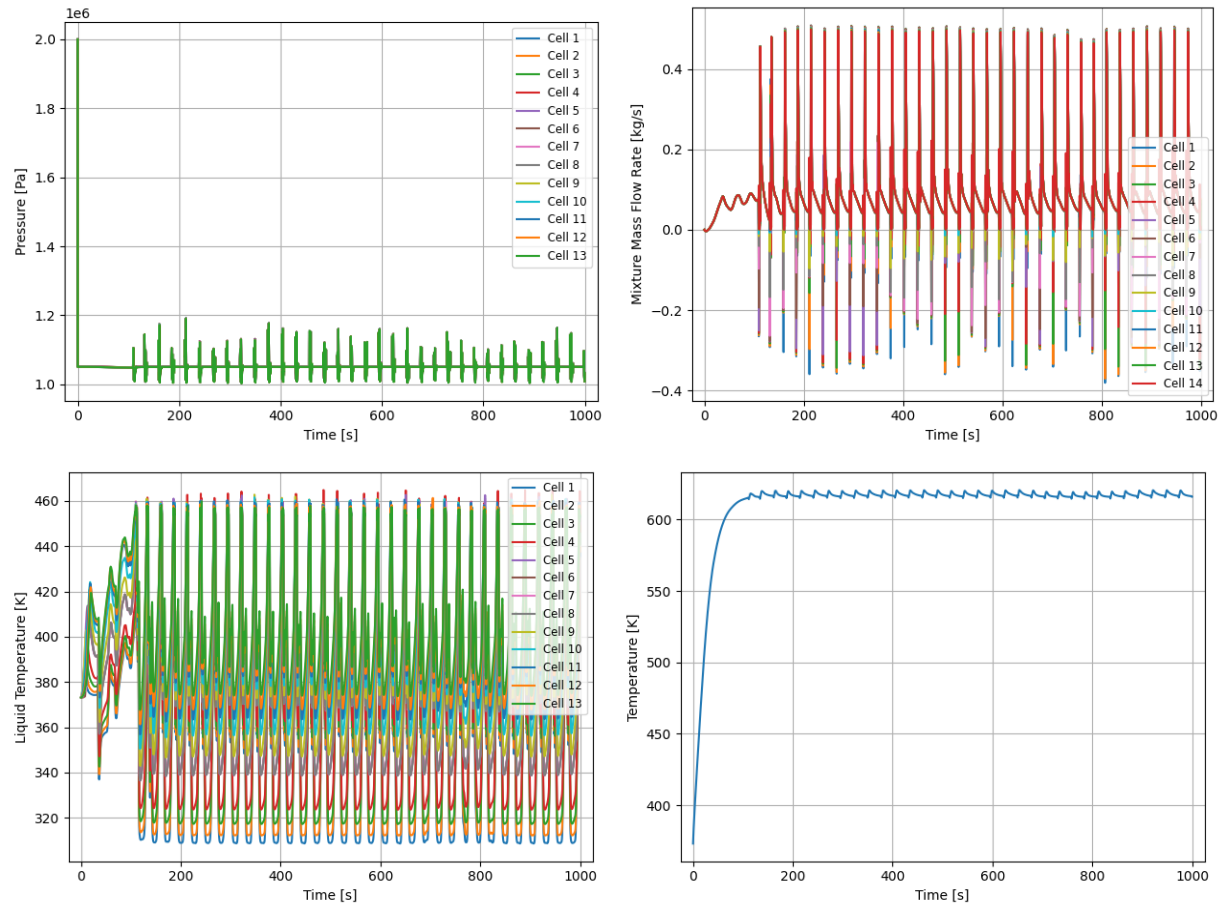 1e6
Pressure [Pa]
2.0
1.8
1.6
1.4
1.2
1.0
0
200
400
600
800
1000
Time [s]
Cell 1
Cell 2
Cell 3
Cell 4
Cell 5
Cell 6
Cell 7
Cell 8
Cell 9
Cell 10
Cell 11
Cell 12
Cell 13
Mixture Mass Flow Rate [kg/s]
0.4
0.2
0.0
−0.2
−0.4
0
200
400
600
800
1000
Time [s]
Cell 1
Cell 2
Cell 3
Cell 4
Cell 5
Cell 6
Cell 7
Cell 8
Cell 9
Cell 10
Cell 11
Cell 12
Cell 13
Cell 14
Liquid Temperature [K]
460
440
420
400
380
360
340
320
0
200
400
600
800
1000
Time [s]
Cell 1
Cell 2
Cell 3
Cell 4
Cell 5
Cell 6
Cell 7
Cell 8
Cell 9
Cell 10
Cell 11
Cell 12
Cell 13
Temperature [K]
600
550
500
450
400
0
200
400
600
800
1000
Time [s]